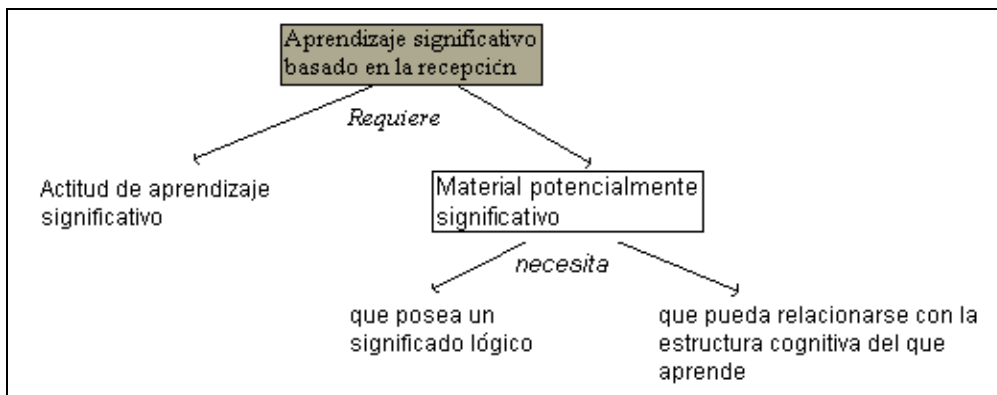 Aprendizaje significativo
basado en la recepción
Requiere
Actitud de aprendizaje
significativo
Material potencialmente
significativo
necesita
que posea un
significado lógico
que pueda relacionarse con la
estructura cognitiva del que
aprende